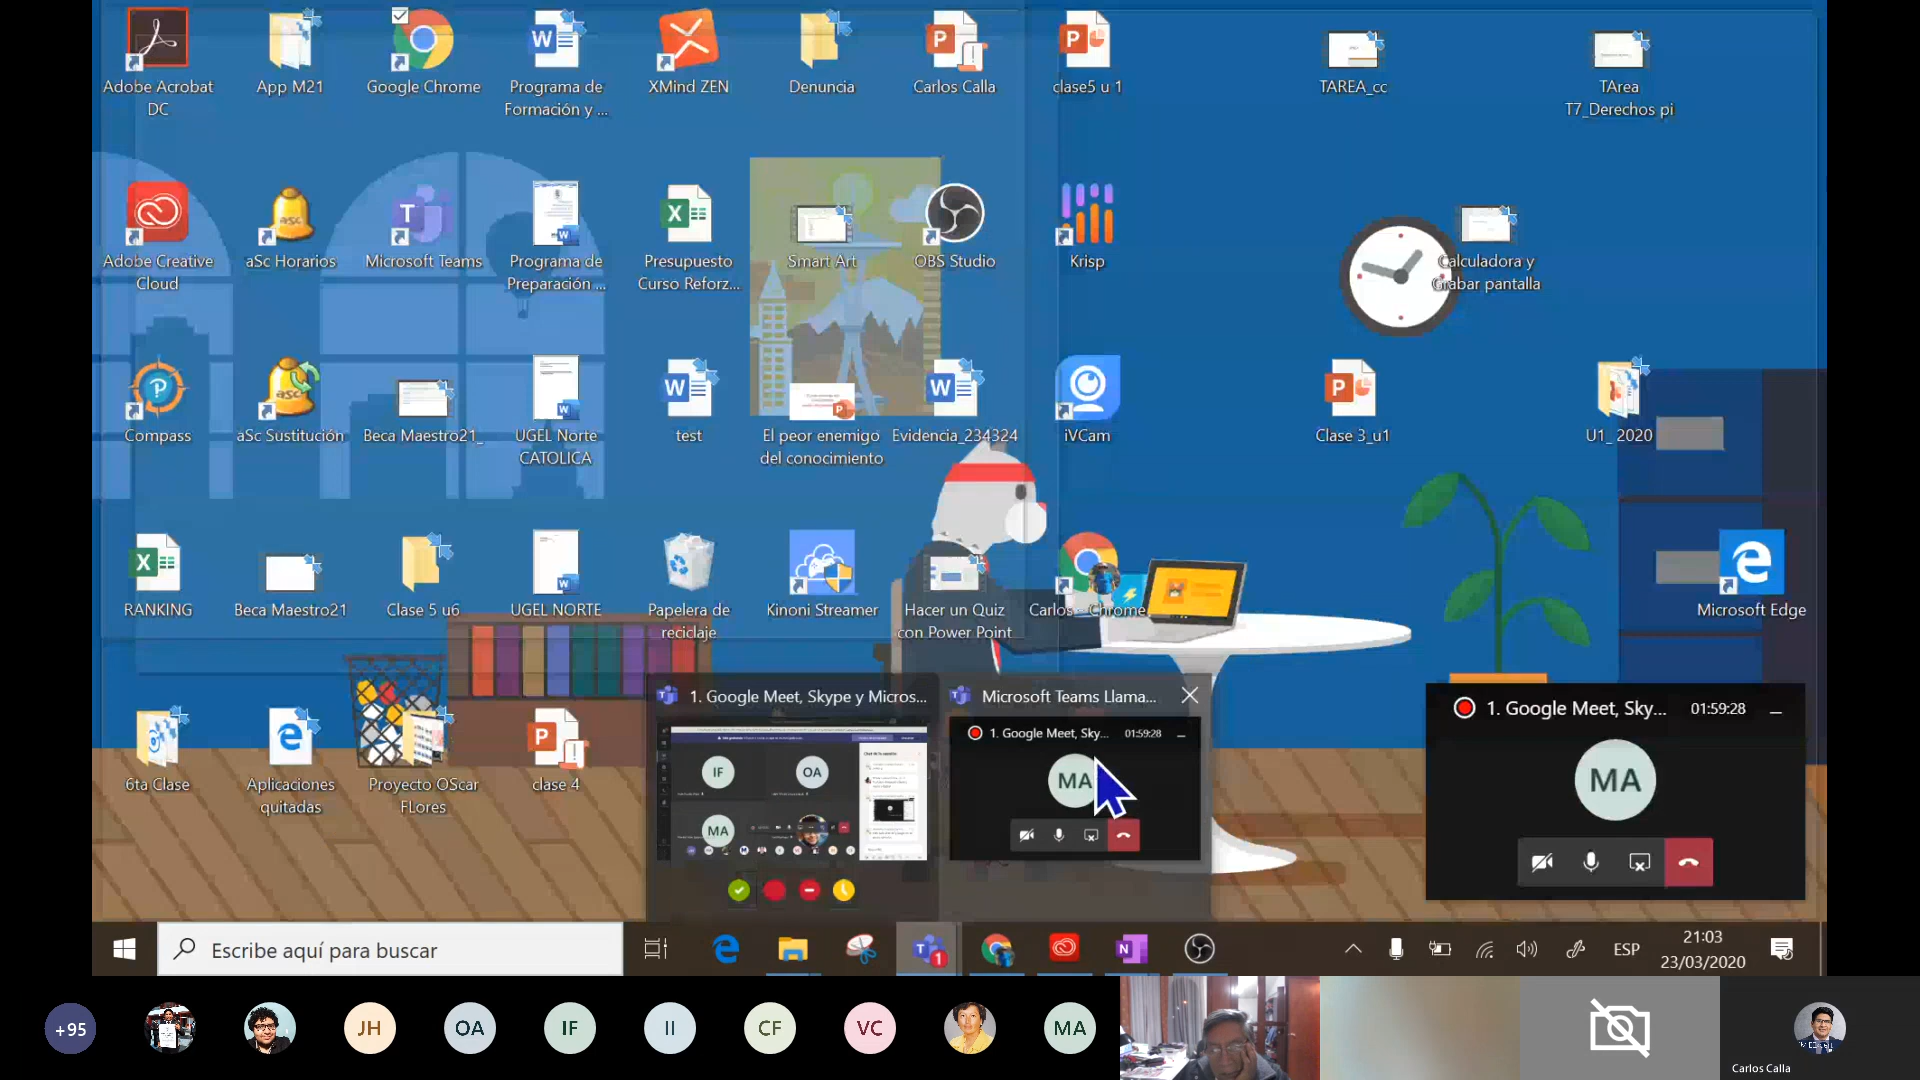 Adobe Acrobat
DC
App M21
Google Chrome
Programa de
Formación y ...
XMind ZEN
Denuncia
Carlos Calla
clase5 u 1
TAREA_cc
TArea
T7_Derechos pi
Adobe Creative
Cloud
aSc Horarios
Microsoft Teams
Programa de
Preparación ...
Presupuesto
Curso Reforz...
Smart Art
OBS Studio
Krisp
Calculadora y
Grabar pantalla
Compass
aSc Sustitución
Beca Maestro21_
UGEL Norte
CATOLICA
test
El peor enemigo
del conocimiento
Evidencia_234324
iVCam
Clase 3_u1
U1_ 2020
RANKING
Beca Maestro21
Clase 5 u6
UGEL NORTE
Papelera de
reciclaje
Kinoni Streamer
Hacer un Quiz
con Power Point
Carlos - Chrome
Microsoft Edge
6ta Clase
Aplicaciones
quitadas
Proyecto OScar
FLores
clase 4
1. Google Meet, Skype y Micros...
IF
OA
MA
Microsoft Teams Llama...
1. Google Meet, Sky...
01:59:28
MA
1. Google Meet, Sky...
01:59:28
MA
Escribe aquí para buscar
1
ESP
21:03
23/03/2020
+95
JH
OA
IF
II
CF
VC
MA
Carlos Calla